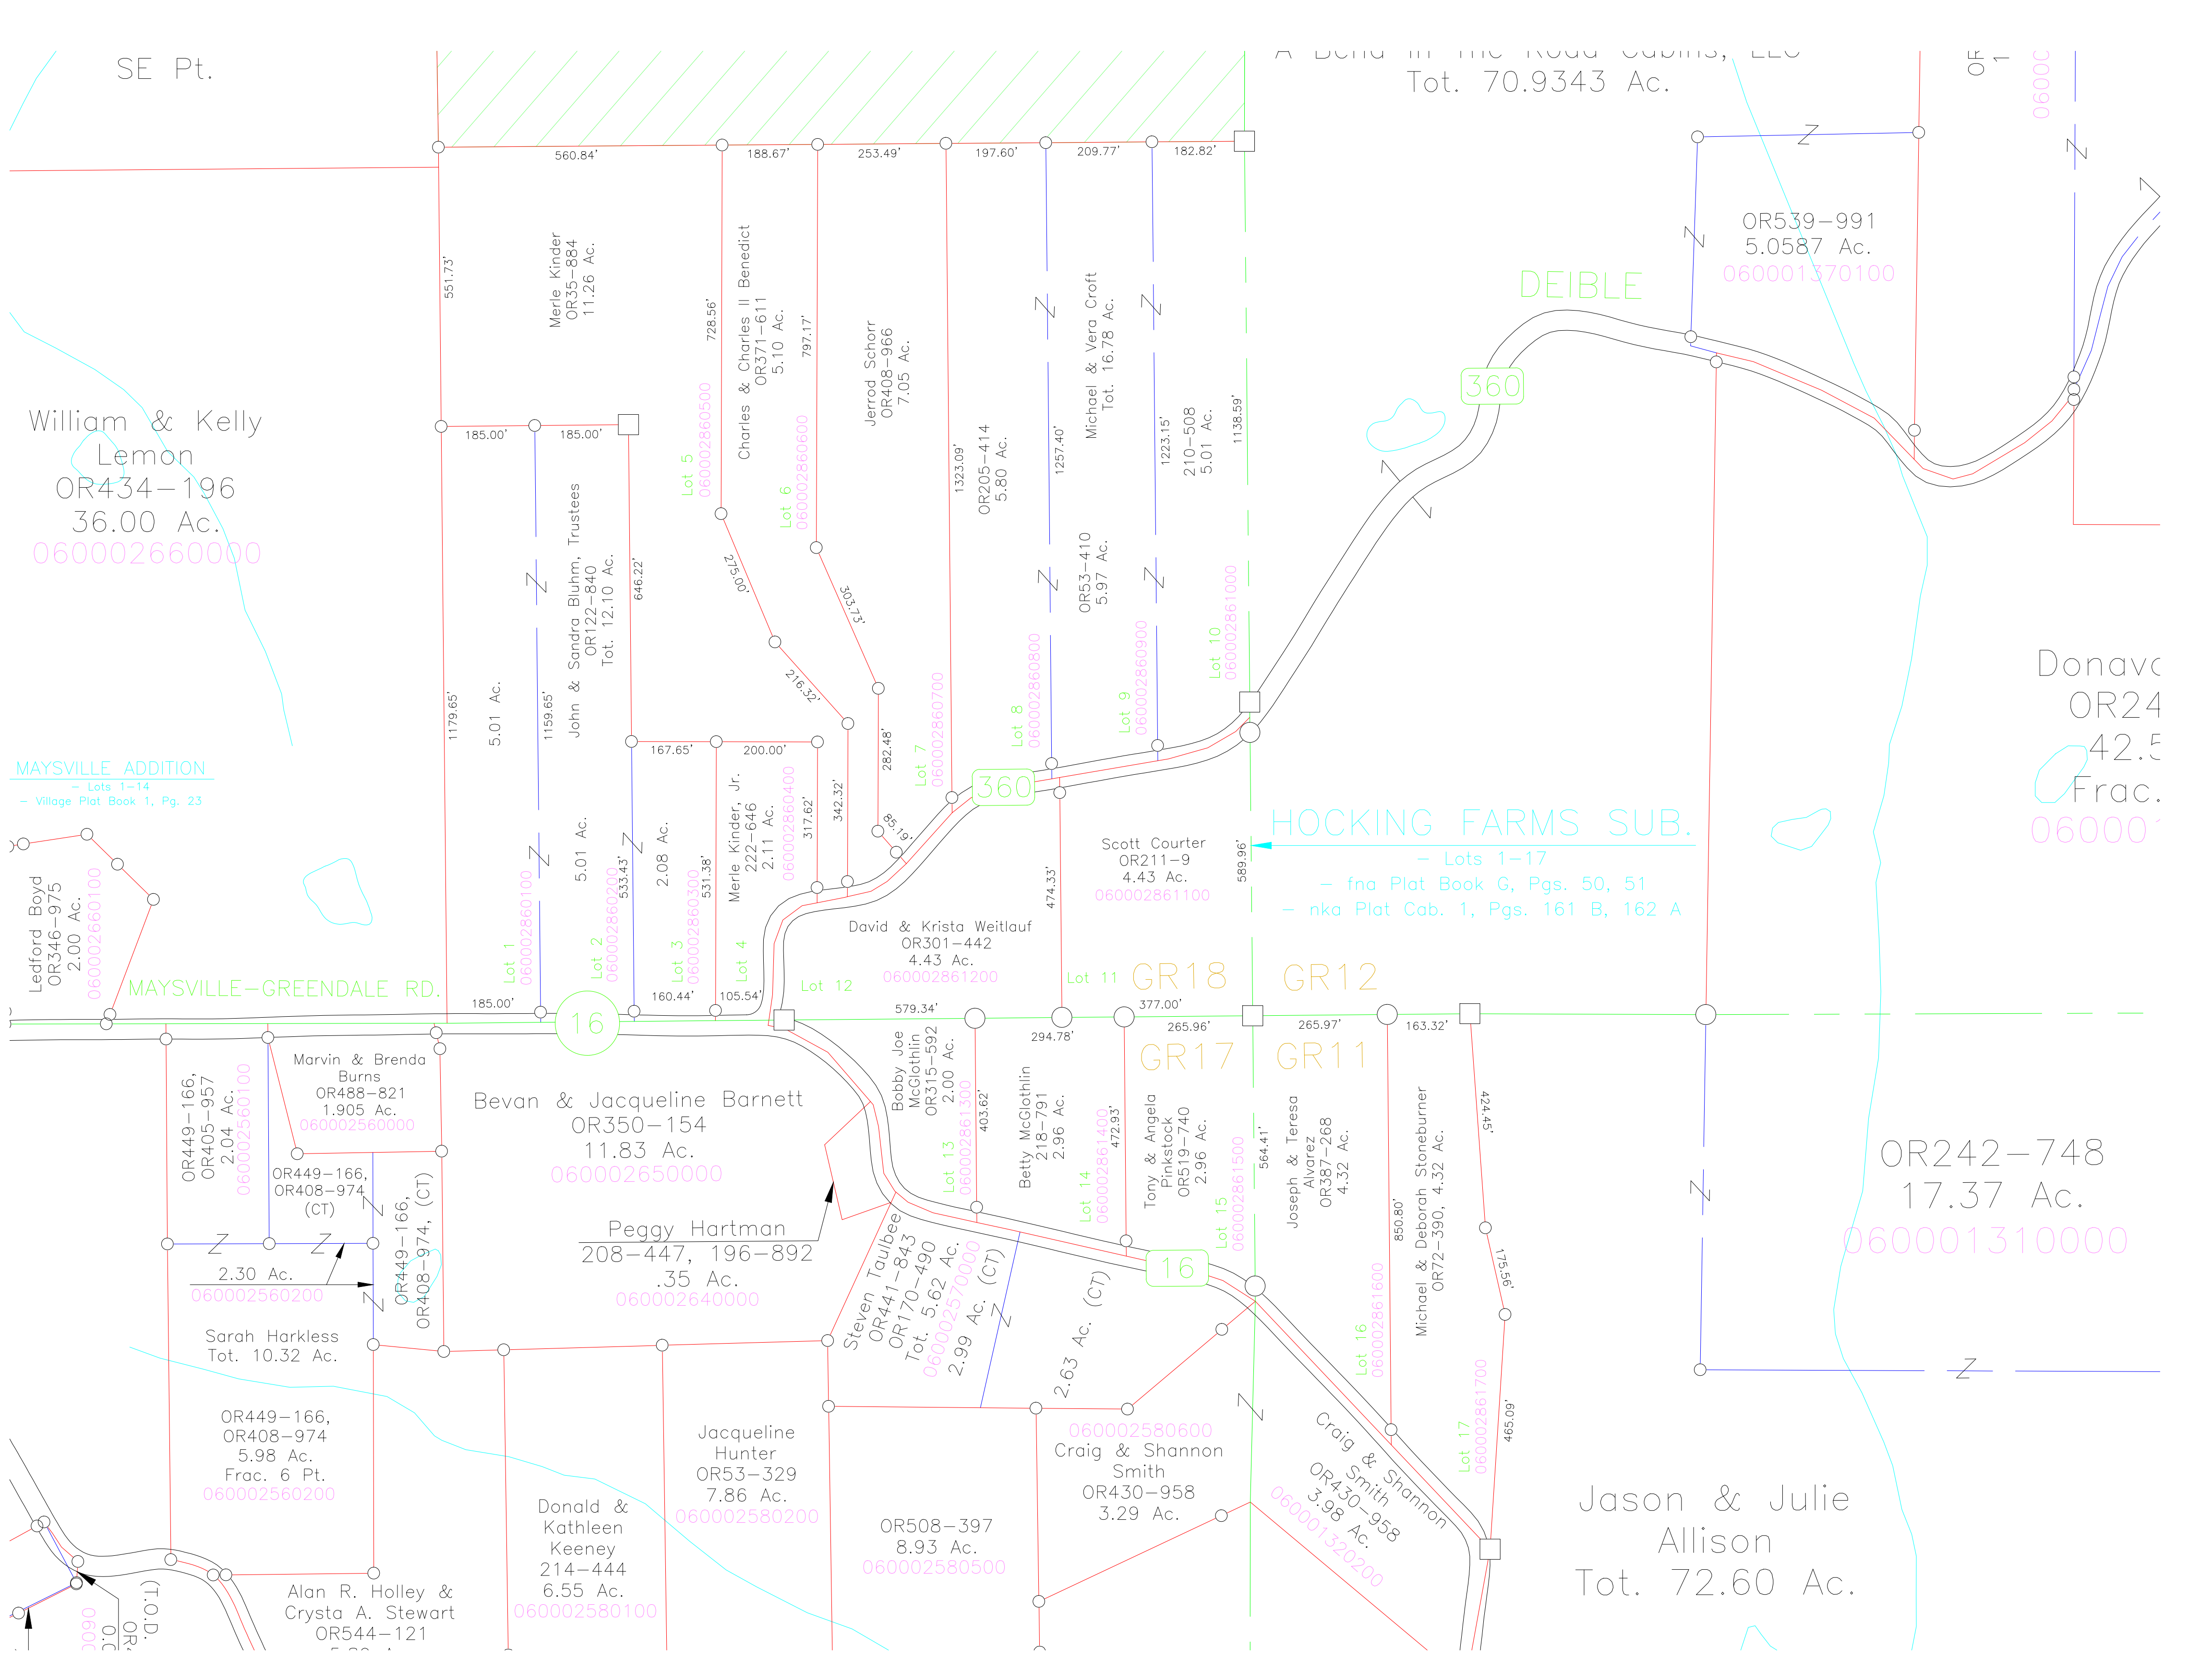 SE Pt.
Tot. 70.9343 Ac.
560.84'
188.67'
253.49'
197.60'
209.77'
182.82'
OR539-991
5.0587 Ac.
060001370100
DEIBLE
360
551.73'
Merle Kinder
OR35-884
11.26 Ac.
728.56'
Charles & Charles II Benedict
OR371-611
5.10 Ac.
Lot 5
060002860500
797.17'
Jerrod Schorr
OR408-966
7.05 Ac.
Lot 6
060002860600
1323.09'
OR205-414
5.80 Ac.
1257.40'
Michael & Vera Croft
Tot. 16.78 Ac.
OR53-410
5.97 Ac.
1223.15'
210-508
5.01 Ac.
1138.59'
William & Kelly
Lemon
OR434-196
36.00 Ac.
060002660000
185.00'
185.00'
1179.65'
5.01 Ac.
1159.65'
John & Sandra Bluhm, Trustees
OR122-840
Tot. 12.10 Ac.
646.22'
275.00'
216.32'
303.73'
282.48'
85.19'
342.32'
317.62'
Lot 7
060002860700
Lot 8
060002860800
Lot 9
060002860900
Lot 10
060002861000
167.65'
200.00'
5.01 Ac.
533.43'
2.08 Ac.
531.38'
Merle Kinder, Jr.
222-646
2.11 Ac.
060002860400
Lot 1
060002860100
Lot 2
060002860200
Lot 3
060002860300
Lot 4
360
MAYSVILLE ADDITION
- Lots 1-14
- Village Plat Book 1, Pg. 23
Ledford Boyd
OR346-975
2.00 Ac.
060002660100
MAYSVILLE-GREENDALE RD.
185.00'
16
160.44'
105.54'
474.33'
Scott Courter
OR211-9
4.43 Ac.
060002861100
589.96'
HOCKING FARMS SUB.
- Lots 1-17
- fna Plat Book G, Pgs. 50, 51
- nka Plat Cab. 1, Pgs. 161 B, 162 A
David & Krista Weitlauf
OR301-442
4.43 Ac.
060002861200
Lot 12
Lot 11
GR18
GR12
579.34'
377.00'
294.78'
265.96'
265.97'
163.32'
GR17
GR11
OR449-166,
OR405-957
2.04 Ac.
060002560100
Marvin & Brenda
Burns
OR488-821
1.905 Ac.
060002560000
OR449-166,
OR408-974
(CT)
OR449-166,
OR408-974, (CT)
2.30 Ac.
060002560200
Bevan & Jacqueline Barnett
OR350-154
11.83 Ac.
060002650000
Peggy Hartman
208-447, 196-892
.35 Ac.
060002640000
Bobby Joe
McGlothlin
OR315-592
2.00 Ac.
Lot 13
060002861300
403.62'
Betty McGlothlin
218-791
2.96 Ac.
Lot 14
060002861400
472.93'
Tony & Angela
Pinkstock
OR519-740
2.96 Ac.
Lot 15
060002861500
564.41'
Joseph & Teresa
Alvarez
OR387-268
4.32 Ac.
850.80'
Michael & Deborah Stoneburner
OR72-390, 4.32 Ac.
424.45'
175.56'
465.09'
Lot 16
060002861600
Lot 17
060002861700
OR242-748
17.37 Ac.
060001310000
Steven Taulbee
OR441-843
OR170-490
Tot. 5.62 Ac.
060002570000
2.99 Ac. (CT)
2.63 Ac. (CT)
16
Sarah Harkless
Tot. 10.32 Ac.
OR449-166,
OR408-974
5.98 Ac.
Frac. 6 Pt.
060002560200
Donald &
Kathleen
Keeney
214-444
6.55 Ac.
060002580100
Jacqueline
Hunter
OR53-329
7.86 Ac.
060002580200
OR508-397
8.93 Ac.
060002580500
060002580600
Craig & Shannon
Smith
OR430-958
3.29 Ac.
Craig & Shannon
Smith
OR430-958
3.98 Ac.
060001320200
Jason & Julie
Allison
Tot. 72.60 Ac.
Alan R. Holley &
Crysta A. Stewart
OR544-121
(T.O.D.
Frac.